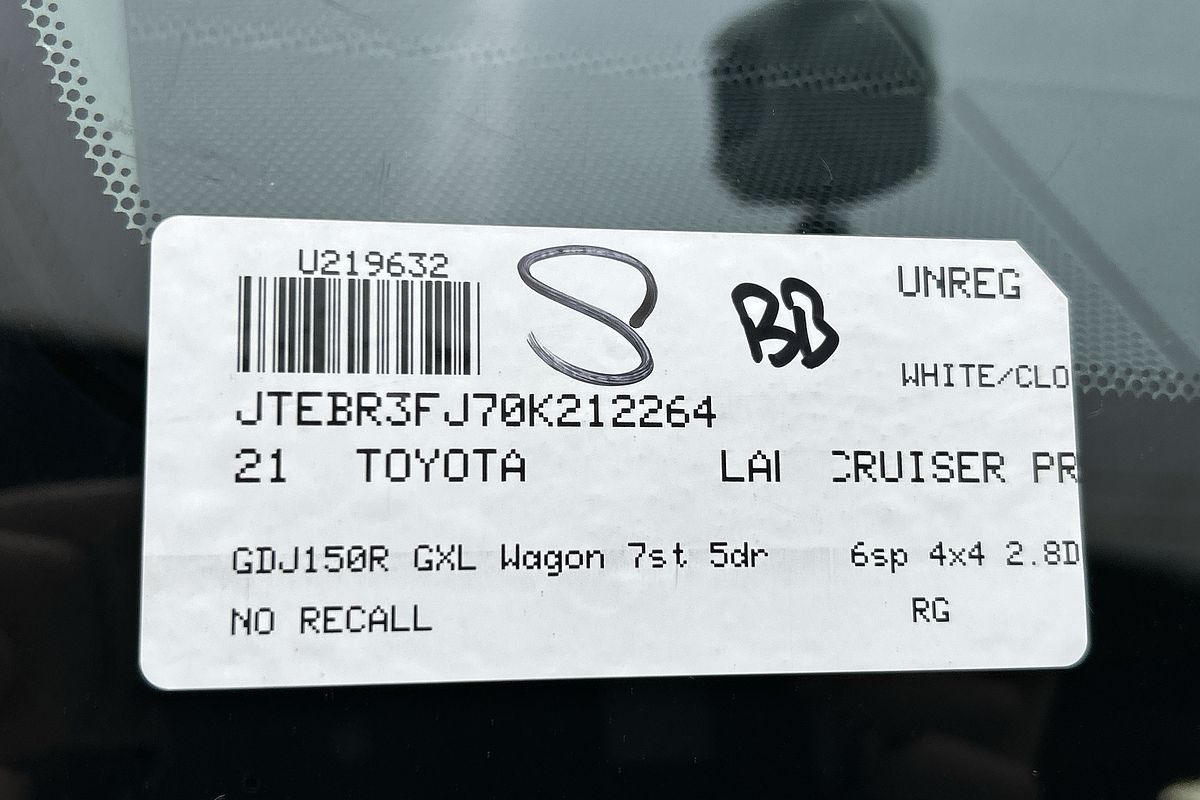 U219632
8
BB
UNREG
WHITE/CLO
JTEBR3FJ70K212264
21 TOYOTA LAI CRUISER PR
GDJ150R GXL Wagon 7st 5dr 6sp 4x4 2.8D
NO RECALL RG